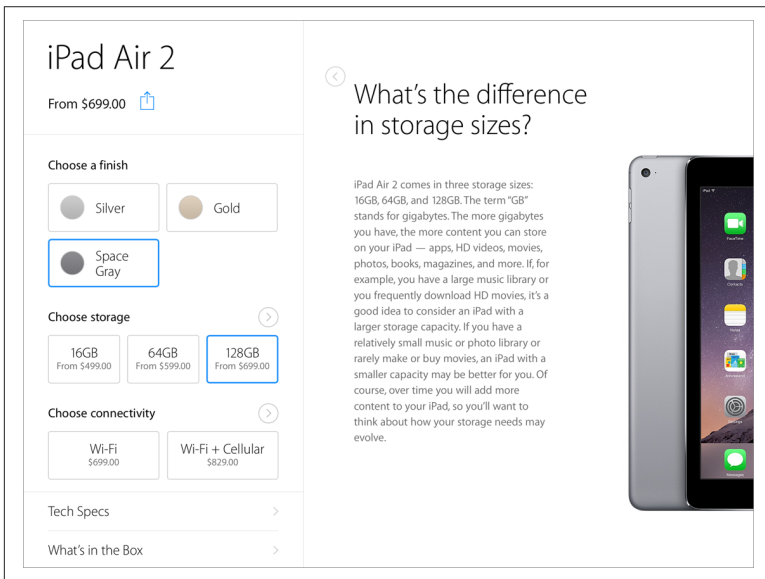 iPad Air 2
From $699.00
Choose a finish
Silver
Gold
Space
Gray
Choose storage
16GB
From $499.00
64GB
From $599.00
128GB
From $699.00
Choose connectivity
Wi-Fi
$699.00
Wi-Fi + Cellular
$829.00
Tech Specs
What's in the Box
What's the difference
in storage sizes?
iPad Air 2 comes in three storage sizes:
16GB, 64GB, and 128GB. The term "GB"
stands for gigabytes. The more gigabytes
you have, the more content you can store
on your iPad — apps, HD videos, movies,
photos, books, magazines, and more. If, for
example, you have a large music library or
you frequently download HD movies, it's a
good idea to consider an iPad with a
larger storage capacity. If you have a
relatively small music or photo library or
rarely make or buy movies, an iPad with a
smaller capacity may be better for you. Of
course, over time you will add more
content to your iPad, so you'll want to
think about how your storage needs may
evolve.
iPad
FaceTime
Contacts
Notes
Messages